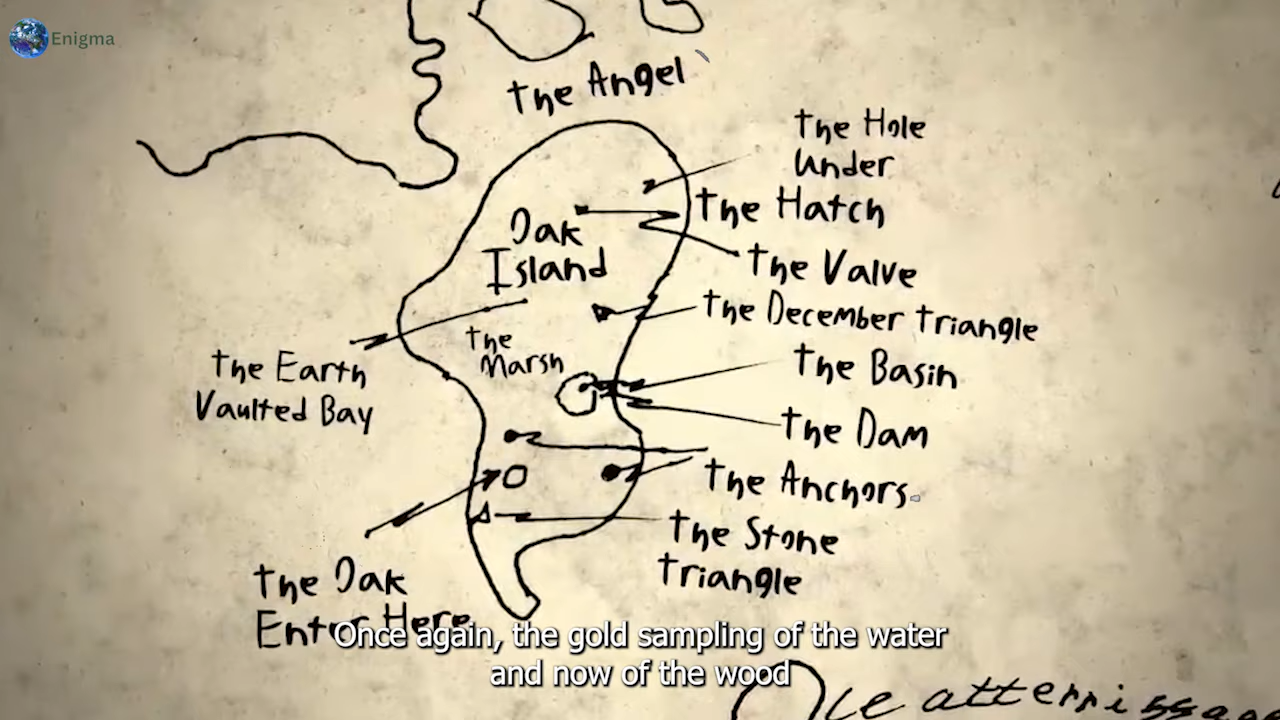 Enigma
The Angel
The Hole
Under
The Hatch
The Valve
Oak
Island
The December Triangle
The
Marsh
The Basin
The Earth
Vaulted Bay
The Dam
The Anchors
The Stone
Triangle
The Oak
Enter Here
Once again, the gold sampling of the water
and now of the wood